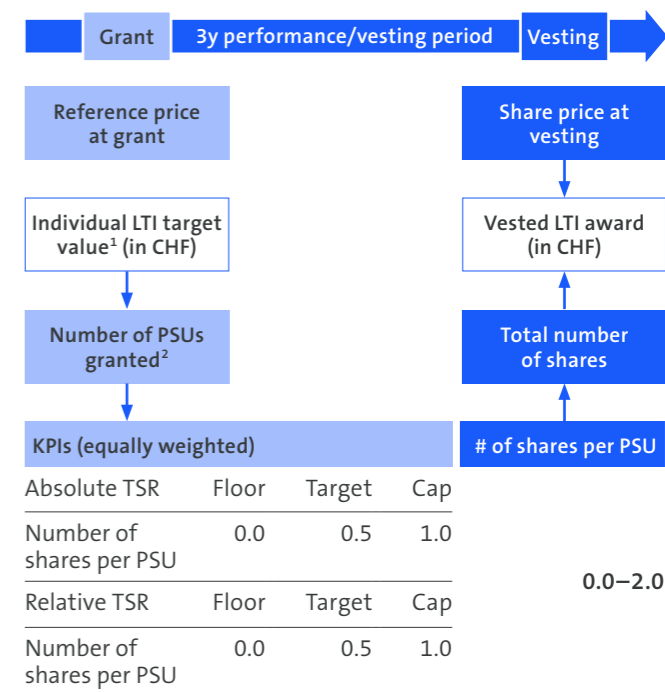 Grant 3y performance/vesting period Vesting
Reference price
at grant
Share price at
vesting
Individual LTI target
value¹ (in CHF)
Vested LTI award
(in CHF)
Number of PSUs
granted²
Total number
of shares
KPIs (equally weighted) # of shares per PSU
Absolute TSR Floor Target Cap
Number of 0.0 0.5 1.0
shares per PSU
0.0–2.0
Relative TSR Floor Target Cap
Number of 0.0 0.5 1.0
shares per PSU